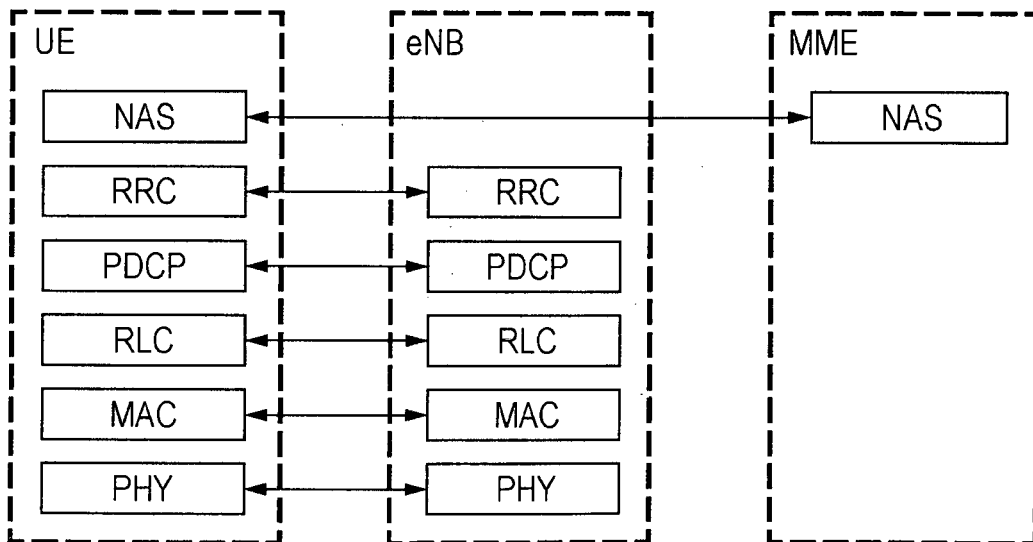 UE eNB MME
NAS NAS
RRC RRC
PDCP PDCP
RLC RLC
MAC MAC
PHY PHY